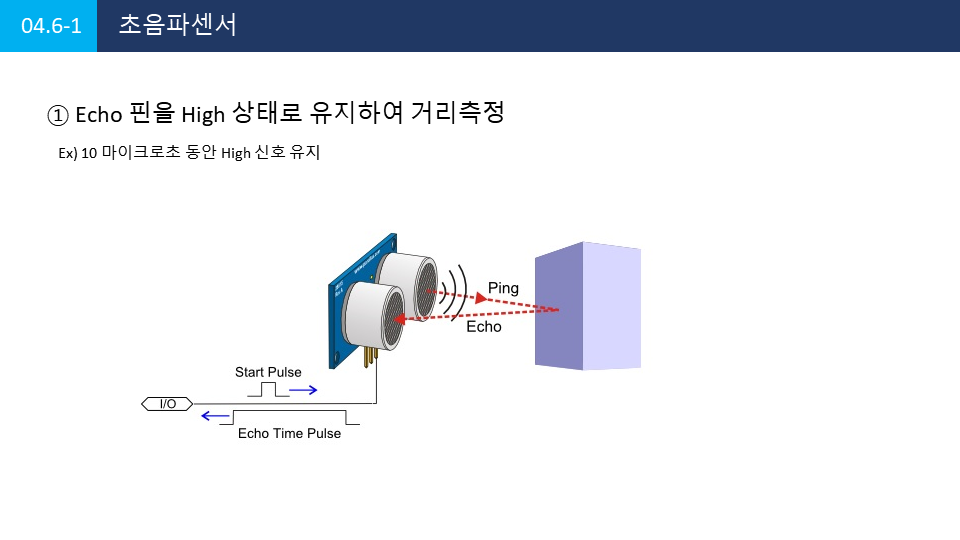 04.6-1 초음파센서
① Echo 핀을 High 상태로 유지하여 거리측정
Ex) 10 마이크로초 동안 High 신호 유지
Ping
Echo
Start Pulse
I/O
Echo Time Pulse